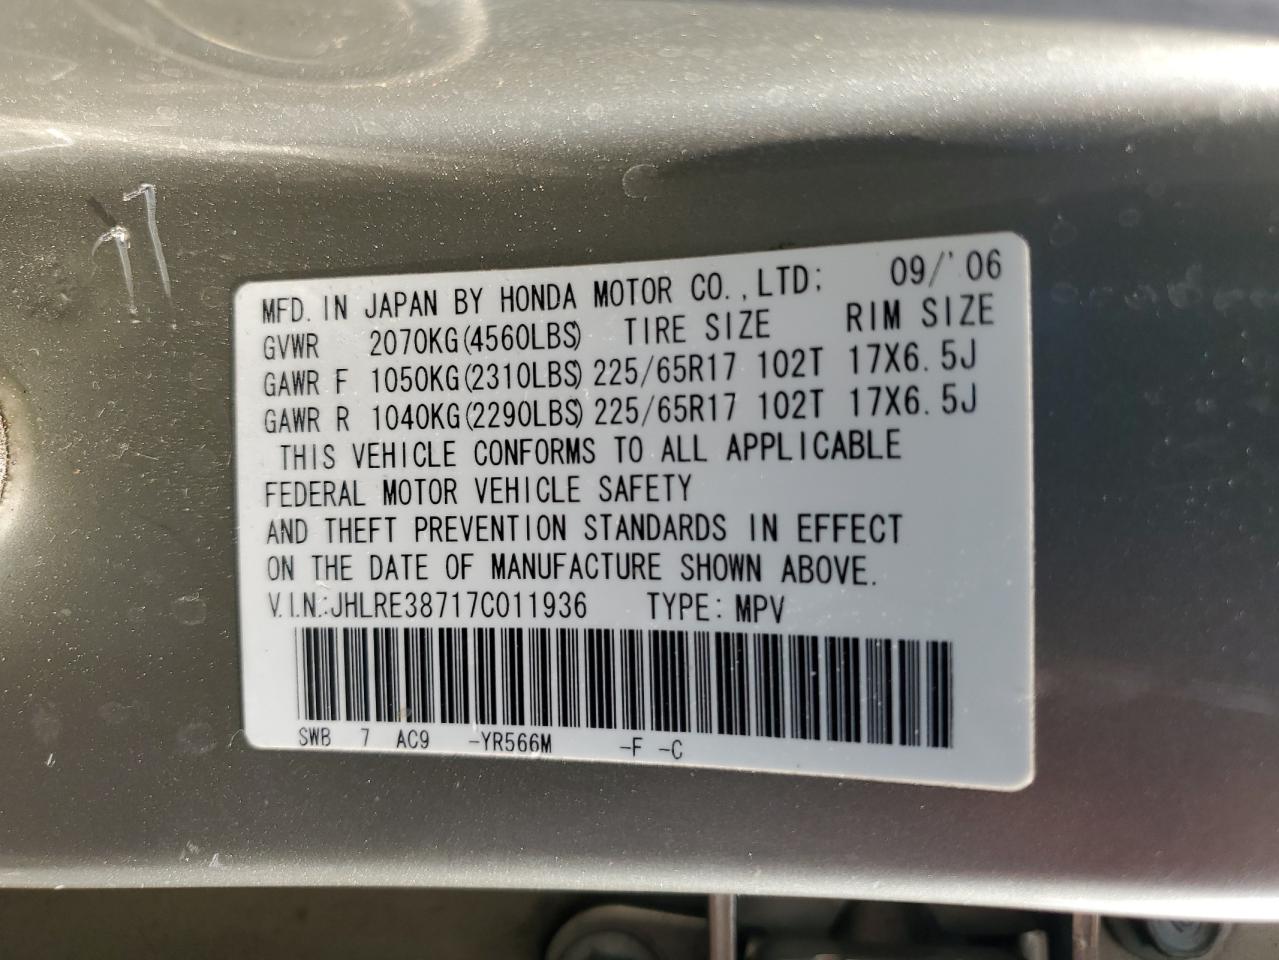 MFD. IN JAPAN BY HONDA MOTOR CO., LTD; 09/'06
GVWR 2070KG(4560LBS) TIRE SIZE RIM SIZE
GAWR F 1050KG(2310LBS) 225/65R17 102T 17X6.5J
GAWR R 1040KG(2290LBS) 225/65R17 102T 17X6.5J
THIS VEHICLE CONFORMS TO ALL APPLICABLE
FEDERAL MOTOR VEHICLE SAFETY
AND THEFT PREVENTION STANDARDS IN EFFECT
ON THE DATE OF MANUFACTURE SHOWN ABOVE.
V.I.N.:JHLRE38717C011936 TYPE: MPV
SWB 7 AC9 -YR566M -F -C